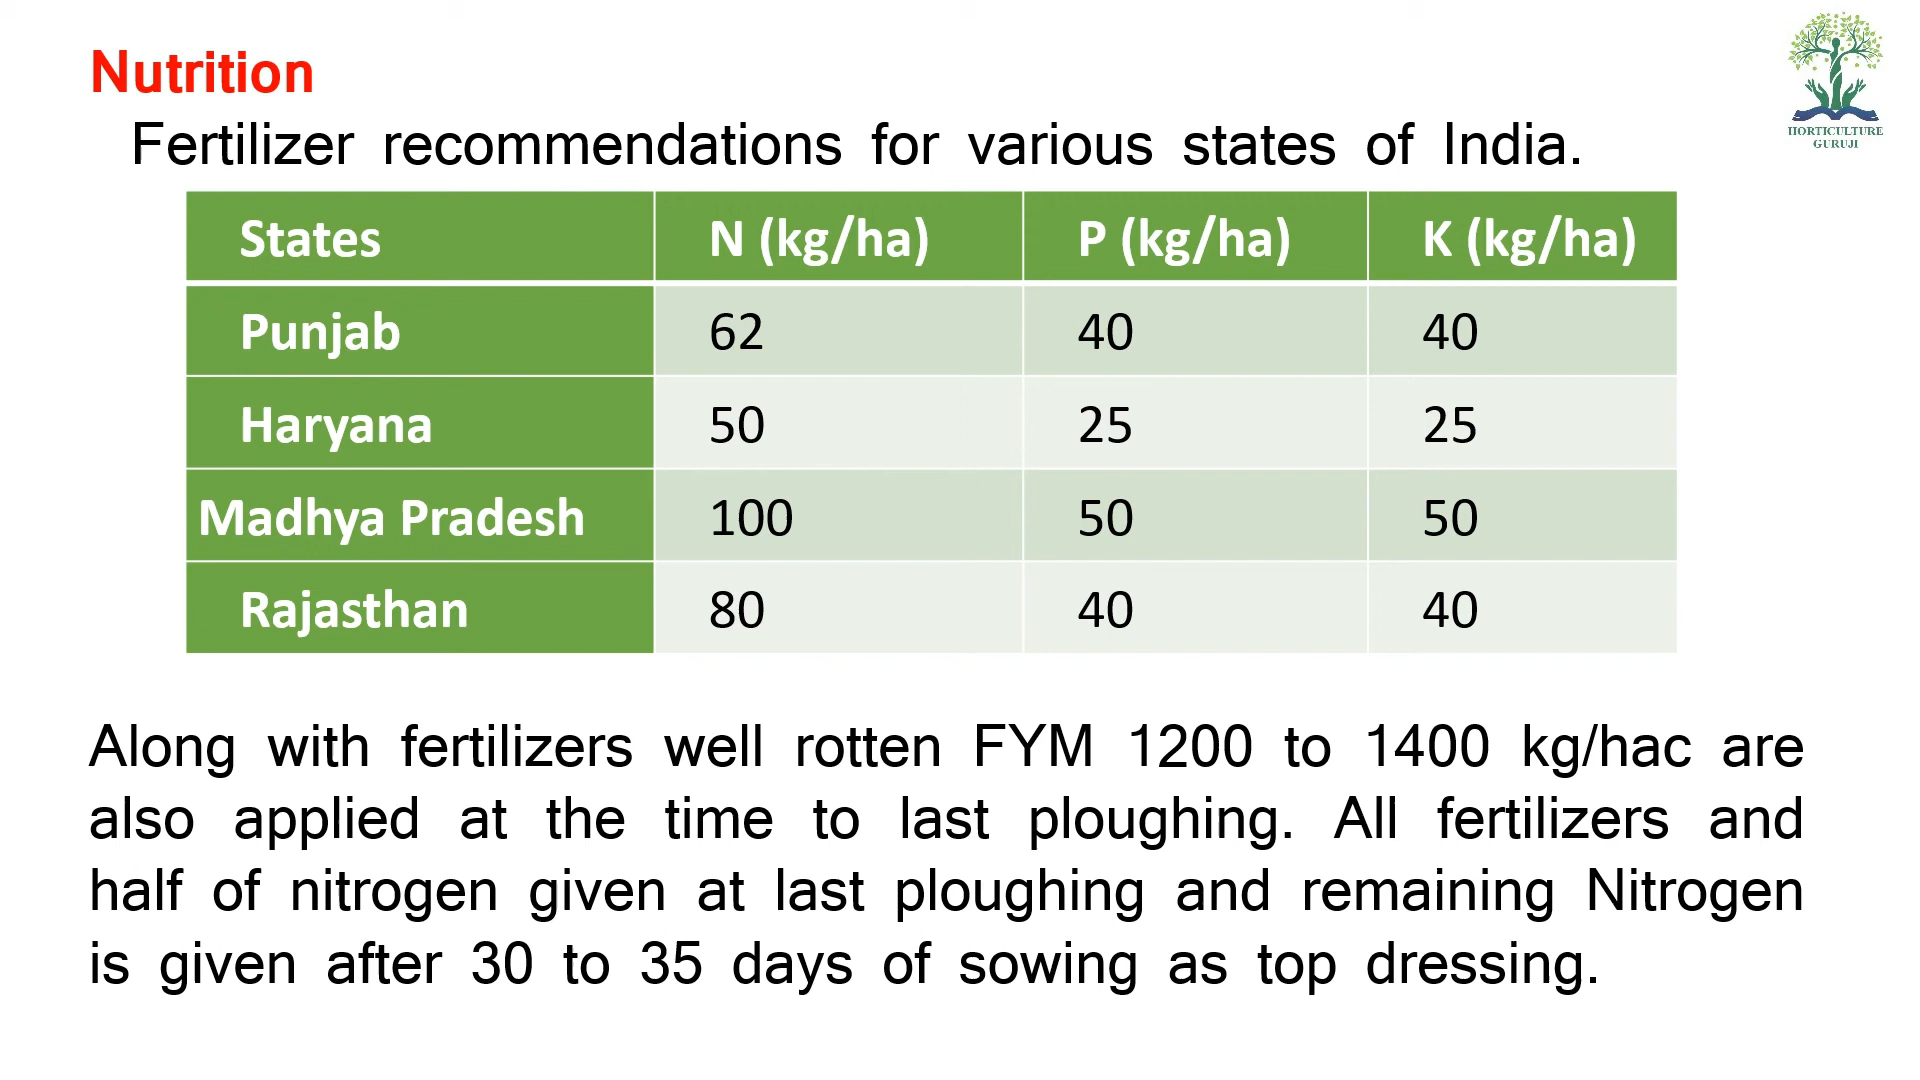 Nutrition
HORTICULTURE
GURUJI
Fertilizer recommendations for various states of India.
States N (kg/ha) P (kg/ha) K (kg/ha)
Punjab 62 40 40
Haryana 50 25 25
Madhya Pradesh 100 50 50
Rajasthan 80 40 40
Along with fertilizers well rotten FYM 1200 to 1400 kg/hac are
also applied at the time to last ploughing. All fertilizers and
half of nitrogen given at last ploughing and remaining Nitrogen
is given after 30 to 35 days of sowing as top dressing.